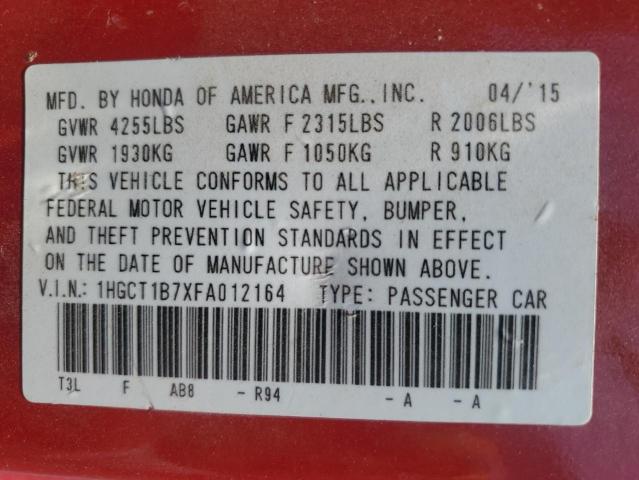 MFD. BY HONDA OF AMERICA MFG., INC. 04/'15
GVWR 4255LBS GAWR F 2315LBS R 2006LBS
GVWR 1930KG GAWR F 1050KG R 910KG
THIS VEHICLE CONFORMS TO ALL APPLICABLE
FEDERAL MOTOR VEHICLE SAFETY, BUMPER,
AND THEFT PREVENTION STANDARDS IN EFFECT
ON THE DATE OF MANUFACTURE SHOWN ABOVE.
V.I.N.: 1HGCT1B7XFA012164 TYPE: PASSENGER CAR
T3L F AB8 - R94 - A - A